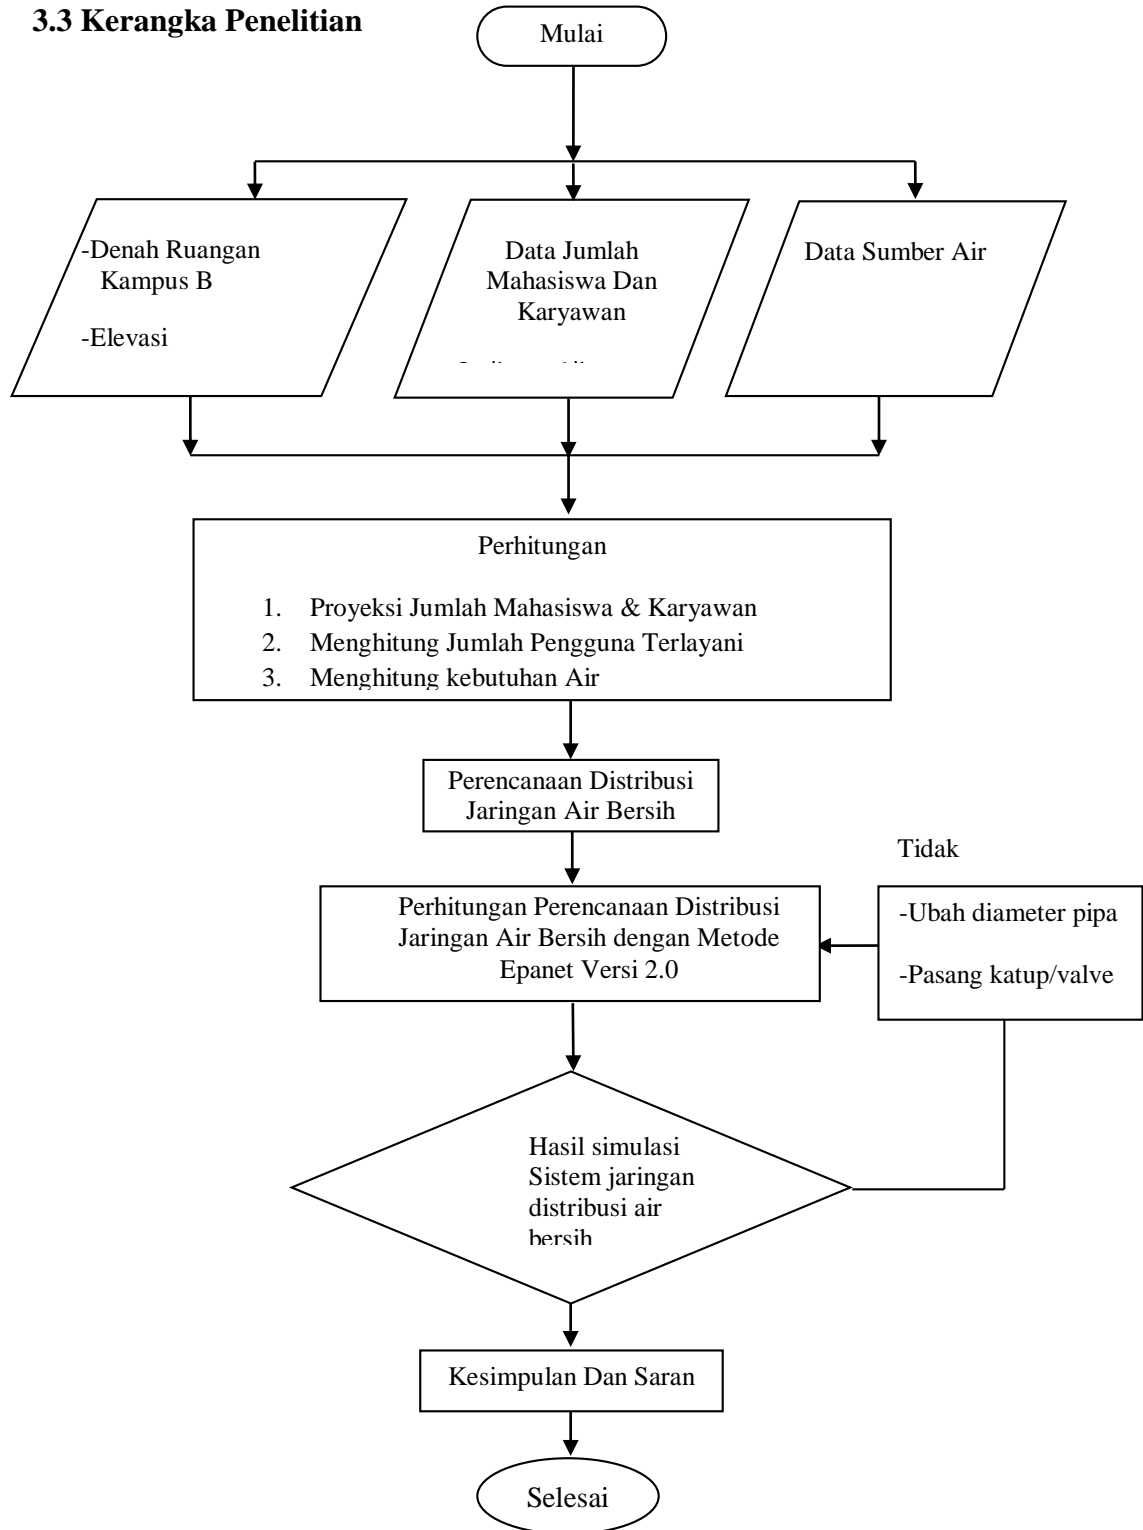 3.3 Kerangka Penelitian
Mulai
-Denah Ruangan
Kampus B
-Elevasi
Data Jumlah
Mahasiswa Dan
Karyawan
Data Sumber Air
Perhitungan
1. Proyeksi Jumlah Mahasiswa & Karyawan
2. Menghitung Jumlah Pengguna Terlayani
3. Menghitung kebutuhan Air
Perencanaan Distribusi
Jaringan Air Bersih
Tidak
Perhitungan Perencanaan Distribusi
Jaringan Air Bersih dengan Metode
Epanet Versi 2.0
-Ubah diameter pipa
-Pasang katup/valve
Hasil simulasi
Sistem jaringan
distribusi air
bersih
Kesimpulan Dan Saran
Selesai